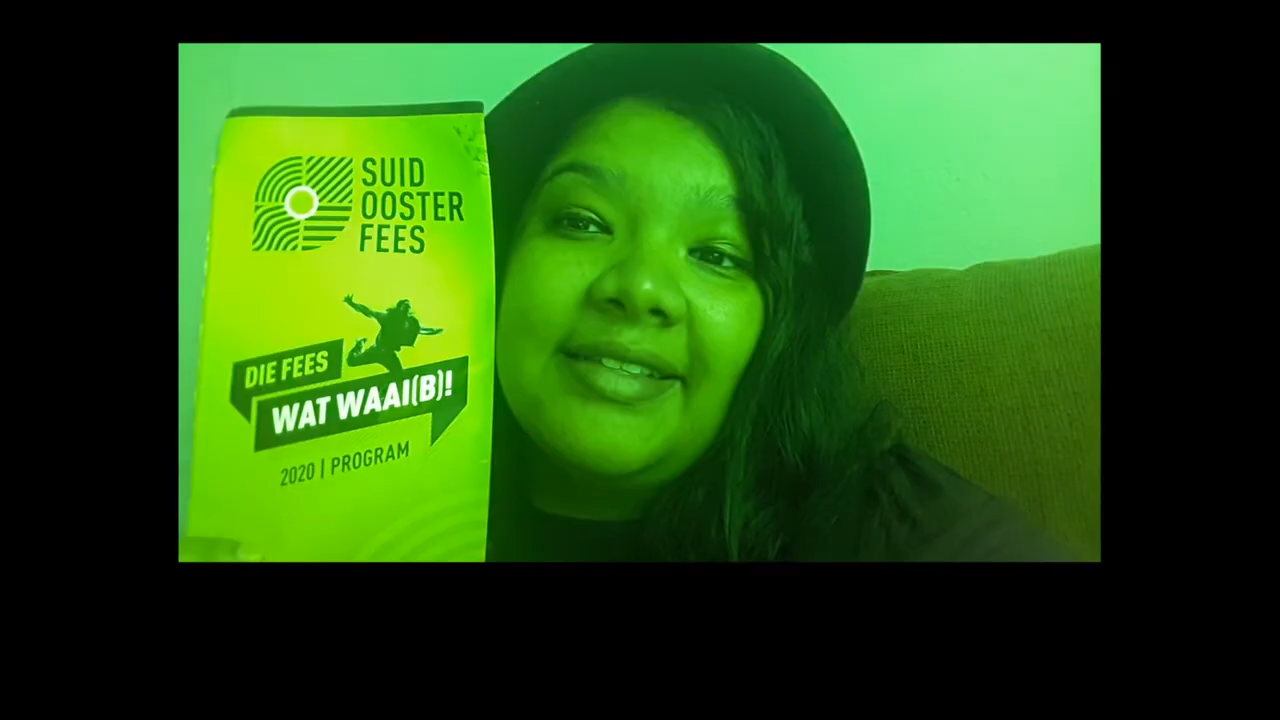 SUID
OOSTER
FEES
DIE FEES
WAT WAAI(B)!
2020 | PROGRAM